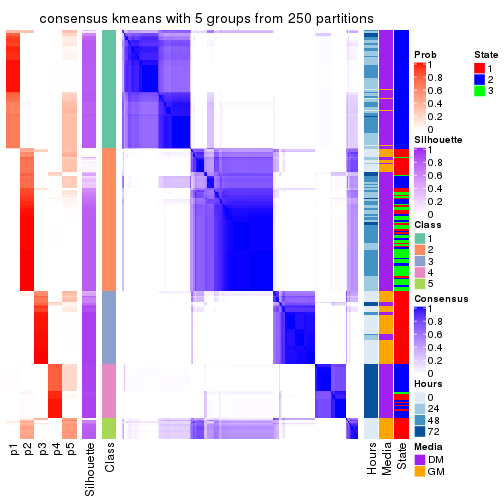 consensus kmeans with 5 groups from 250 partitions
Prob
1
0.8
0.6
0.4
0.2
0
State
1
2
3
Silhouette
1
0.8
0.6
0.4
0.2
0
Class
1
2
3
4
5
Consensus
1
0.8
0.6
0.4
0.2
0
Hours
0
24
48
72
Media
DM
GM
p1
p2
p3
p4
p5
Silhouette
Class
Hours
Media
State